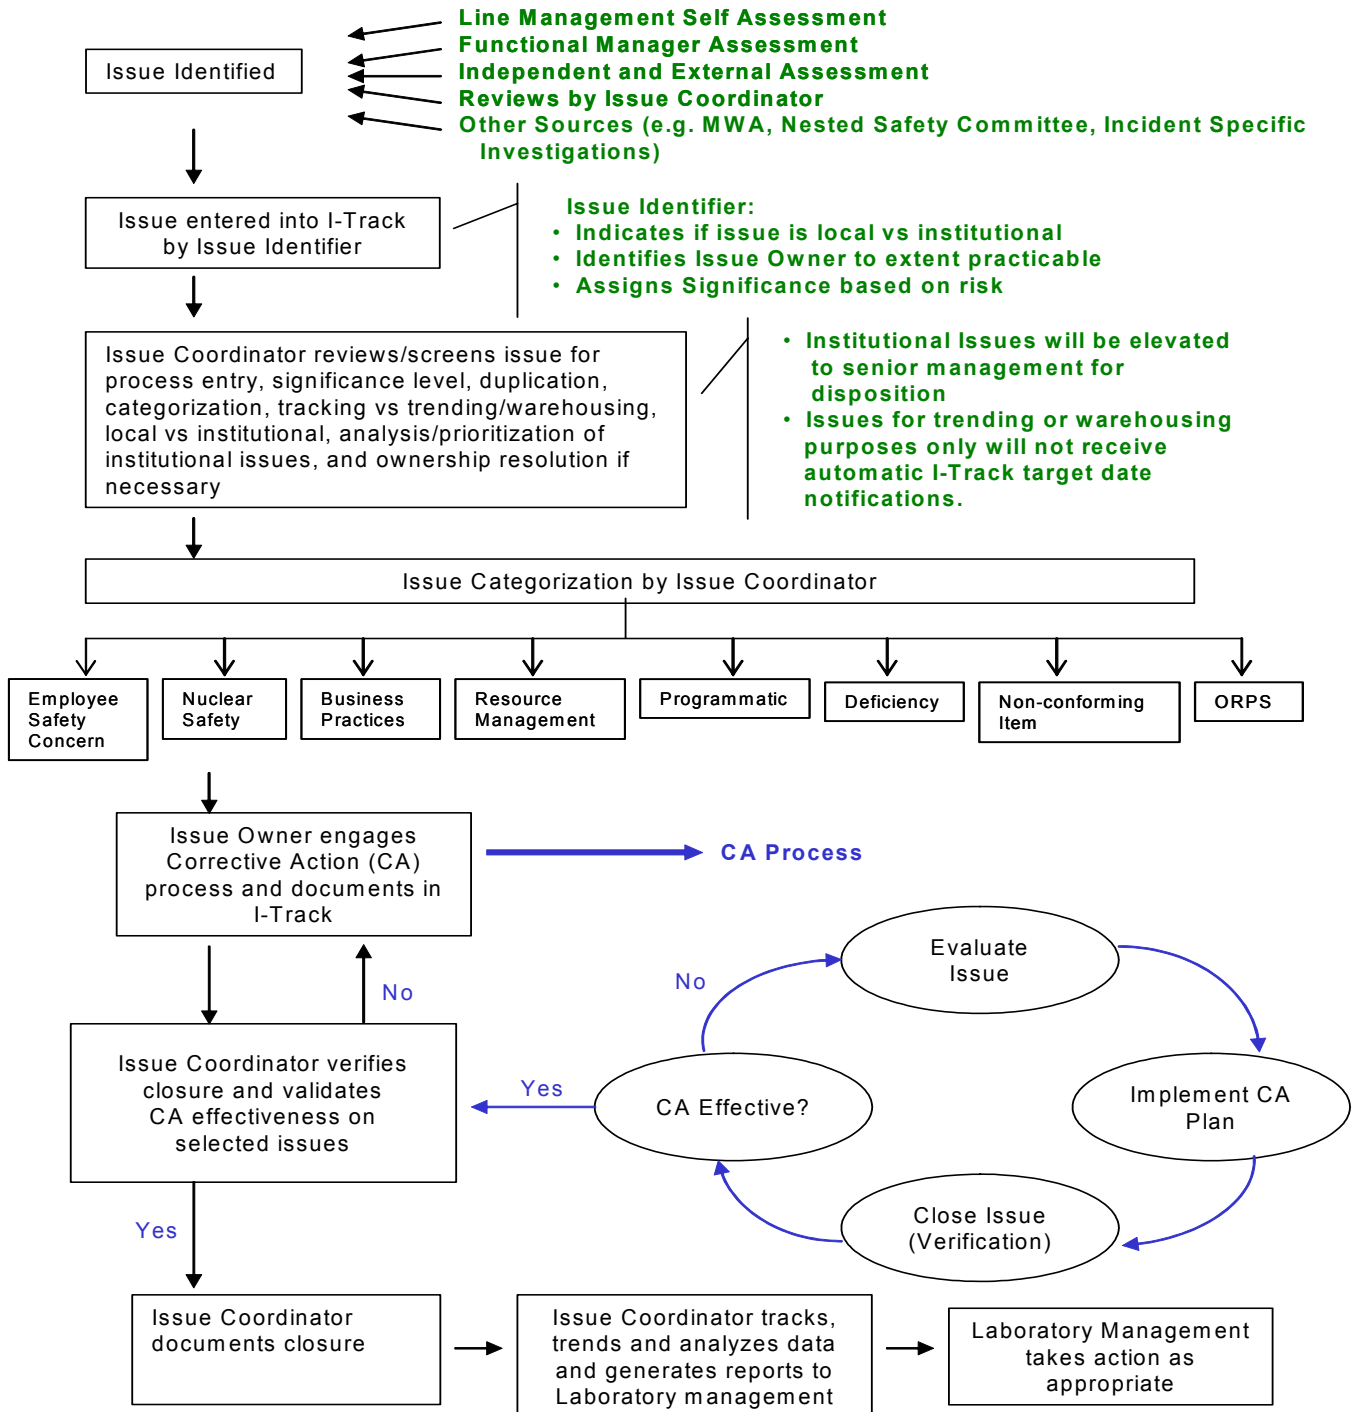 Line Management Self Assessment
Functional Manager Assessment
Independent and External Assessment
Reviews by Issue Coordinator
Other Sources (e.g. MWA, Nested Safety Committee, Incident Specific
Investigations)
Issue Identified
Issue entered into I-Track
by Issue Identifier
Issue Identifier:
• Indicates if issue is local vs institutional
• Identifies Issue Owner to extent practicable
• Assigns Significance based on risk
Issue Coordinator reviews/screens issue for
process entry, significance level, duplication,
categorization, tracking vs trending/warehousing,
local vs institutional, analysis/prioritization of
institutional issues, and ownership resolution if
necessary
• Institutional Issues will be elevated
to senior management for
disposition
• Issues for trending or warehousing
purposes only will not receive
automatic I-Track target date
notifications.
Issue Categorization by Issue Coordinator
Employee
Safety
Concern
Nuclear
Safety
Business
Practices
Resource
Management
Programmatic
Deficiency
Non-conforming
Item
ORPS
Issue Owner engages
Corrective Action (CA)
process and documents in
I-Track
CA Process
No
Issue Coordinator verifies
closure and validates
CA effectiveness on
selected issues
Yes
Evaluate
Issue
No
Implement CA
Plan
CA Effective?
Yes
Close Issue
(Verification)
Issue Coordinator
documents closure
Issue Coordinator tracks,
trends and analyzes data
and generates reports to
Laboratory management
Laboratory Management
takes action as
appropriate